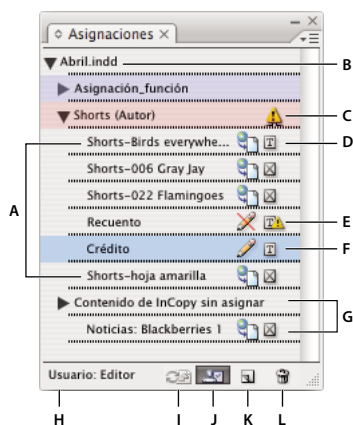 Asignaciones
Abril.indd
B
Asignación_función
Shorts (Autor)
C
Shorts-Birds everywhe...
D
Shorts-006 Gray Jay
A
Shorts-022 Flamingoes
Recuento
E
Crédito
F
Shorts-hoja amarilla
Contenido de InCopy sin asignar
G
Noticias: Blackberries 1
Usuario: Editor
H I J K L